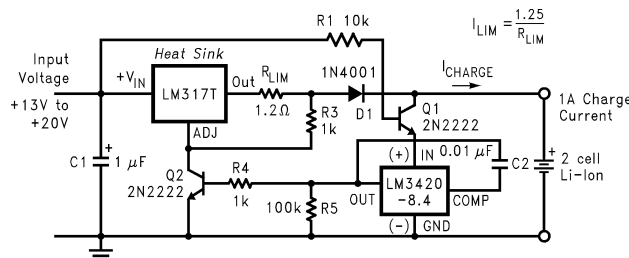 R1 10k
I_LIM = 1.25 / R_LIM
Input
Voltage
+13V to
+20V
Heat Sink
+V_IN
LM317T
Out
R_LIM
1.2Ω
1N4001
D1
I_CHARGE
1A Charge
Current
ADJ
R3
1k
Q1
2N2222
C1
+
1 μF
Q2
2N2222
R4
1k
100k
R5
(+)
IN
0.01 μF
C2
OUT
LM3420
-8.4
COMP
(-)
GND
+
2 cell
Li-Ion